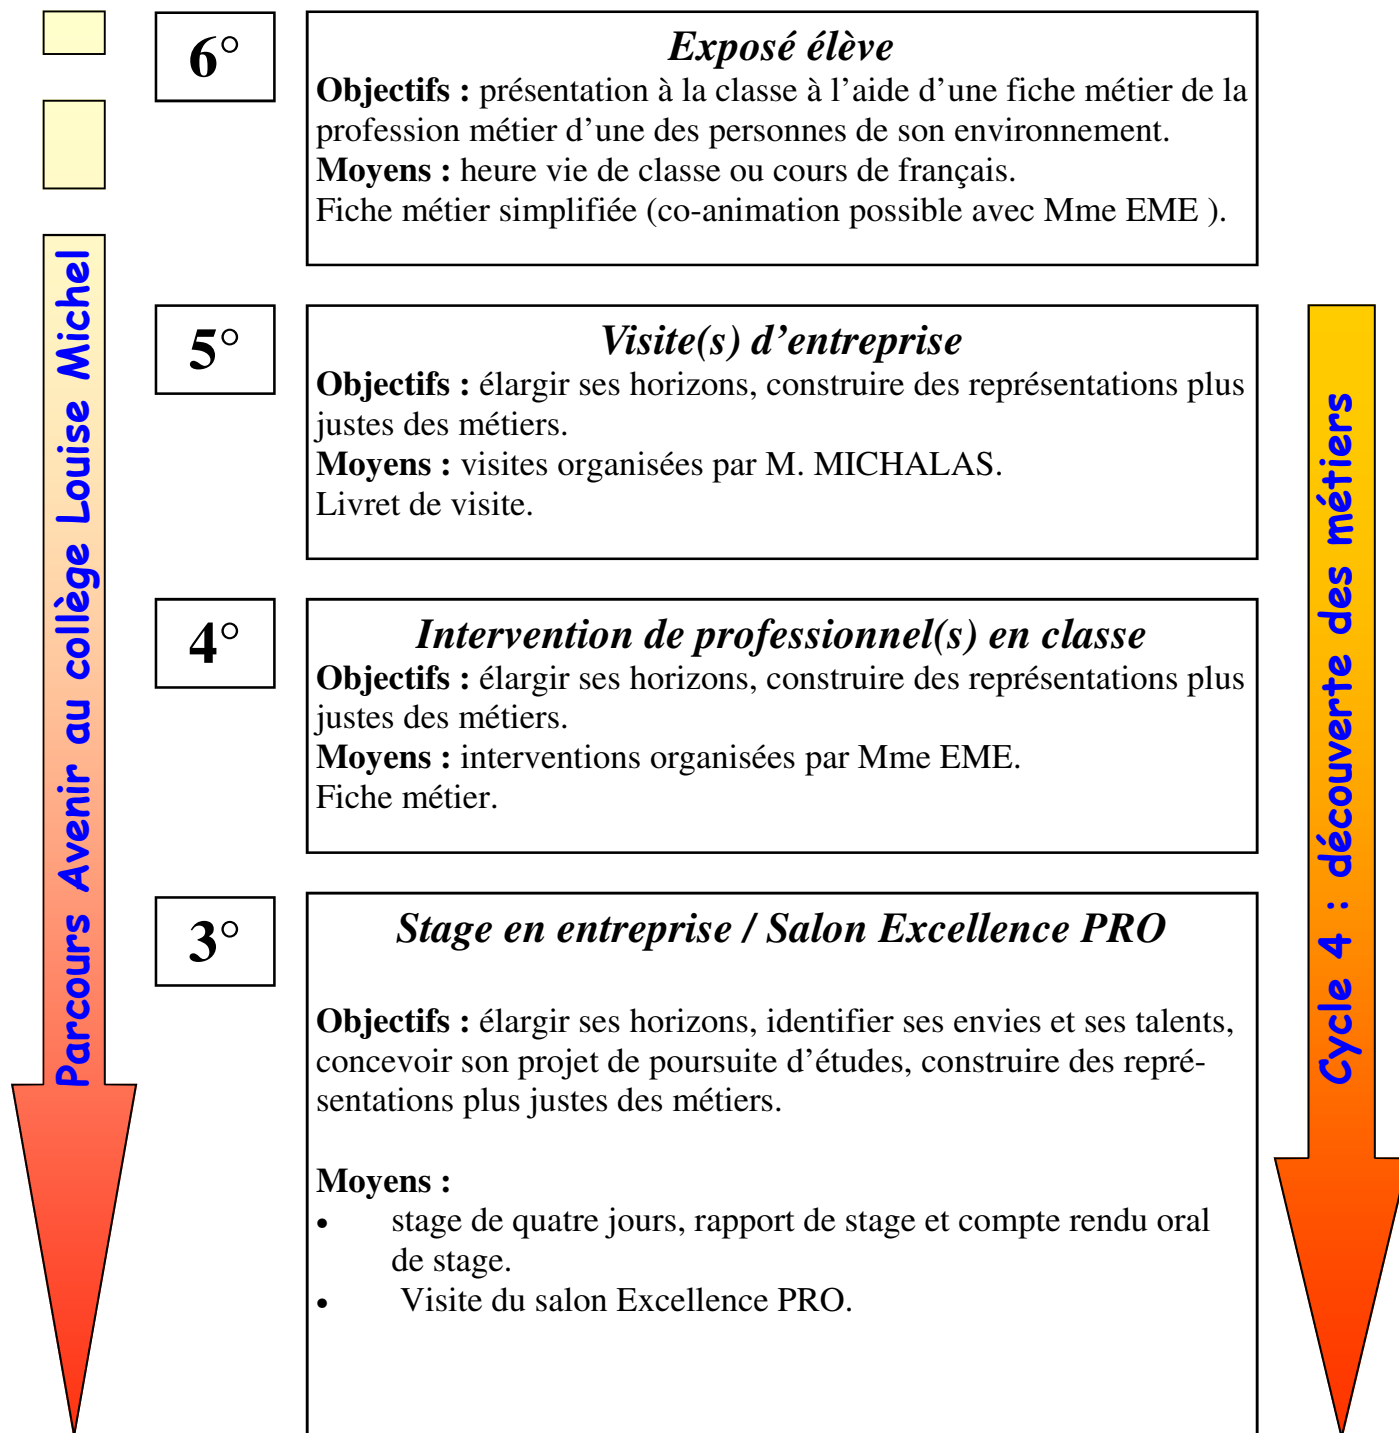 Parcours Avenir au collège Louise Michel
6°
Exposé élève
Objectifs : présentation à la classe à l’aide d’une fiche métier de la
profession métier d’une des personnes de son environnement.
Moyens : heure vie de classe ou cours de français.
Fiche métier simplifiée (co-animation possible avec Mme EME ).
5°
Visite(s) d’entreprise
Objectifs : élargir ses horizons, construire des représentations plus
justes des métiers.
Moyens : visites organisées par M. MICHALAS.
Livret de visite.
4°
Intervention de professionnel(s) en classe
Objectifs : élargir ses horizons, construire des représentations plus
justes des métiers.
Moyens : interventions organisées par Mme EME.
Fiche métier.
3°
Stage en entreprise / Salon Excellence PRO
Objectifs : élargir ses horizons, identifier ses envies et ses talents,
concevoir son projet de poursuite d’études, construire des repré-
sentations plus justes des métiers.
Moyens :
• stage de quatre jours, rapport de stage et compte rendu oral
de stage.
• Visite du salon Excellence PRO.
Cycle 4 : découverte des métiers